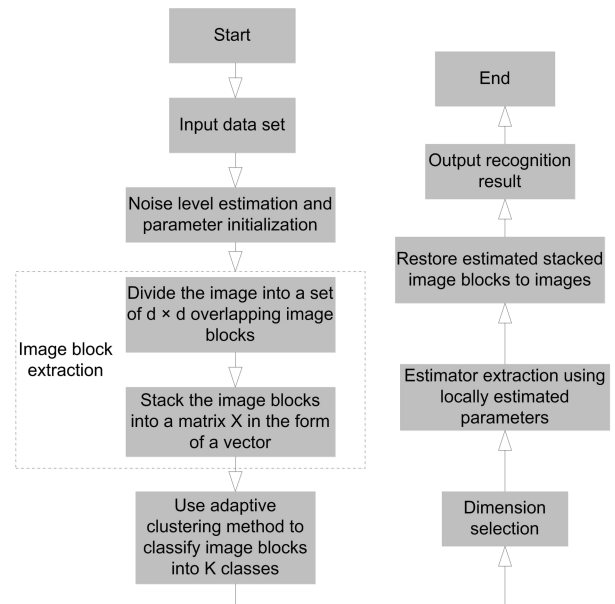 Start
Input data set
Noise level estimation and
parameter initialization
Image block
extraction
Divide the image into a set
of d × d overlapping image
blocks
Stack the image blocks
into a matrix X in the form
of a vector
Use adaptive
clustering method to
classify image blocks
into K classes
Dimension
selection
Estimator extraction using
locally estimated
parameters
Restore estimated stacked
image blocks to images
Output recognition
result
End